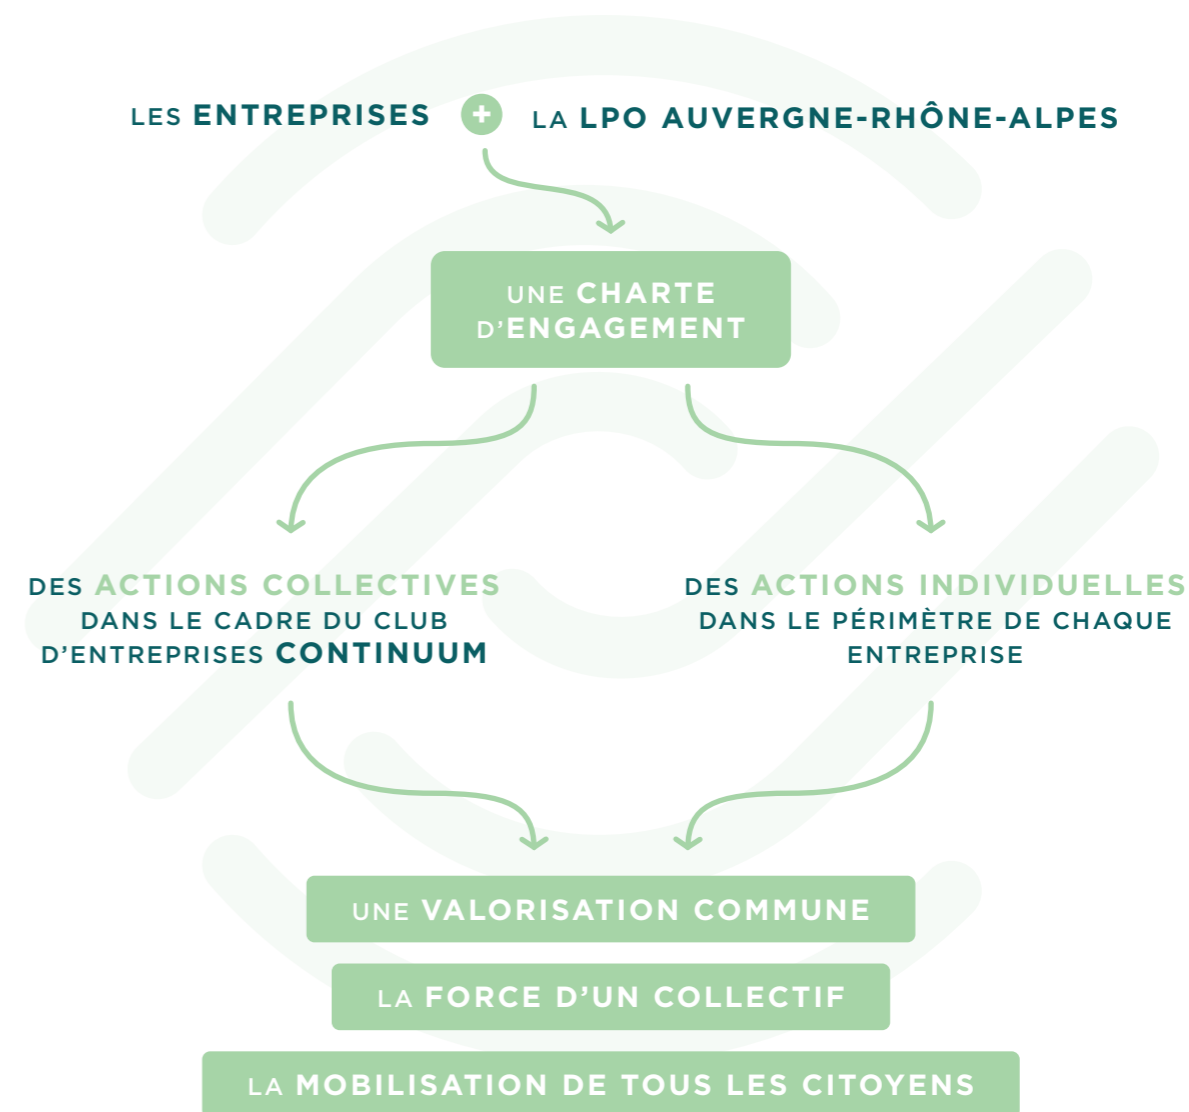 LES ENTREPRISES + LA LPO AUVERGNE-RHÔNE-ALPES
UNE CHARTE
D’ENGAGEMENT
DES ACTIONS COLLECTIVES
DANS LE CADRE DU CLUB
D’ENTREPRISES CONTINUUM
DES ACTIONS INDIVIDUELLES
DANS LE PÉRIMÈTRE DE CHAQUE
ENTREPRISE
UNE VALORISATION COMMUNE
LA FORCE D’UN COLLECTIF
LA MOBILISATION DE TOUS LES CITOYENS